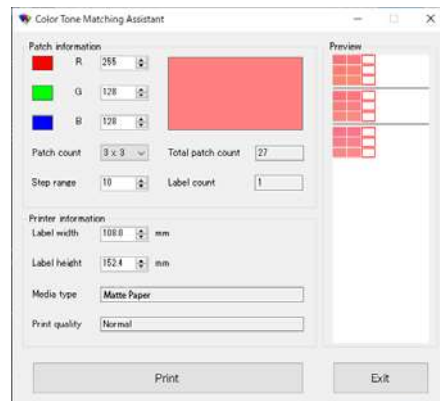 Color Tone Matching Assistant
Patch information
R 255
G 128
B 128
Patch count 3 x 3 Total patch count 27
Step range 10 Label count 1
Printer information
Label width 108.0 mm
Label height 152.4 mm
Media type Matte Paper
Print quality Normal
Print
Preview
Exit